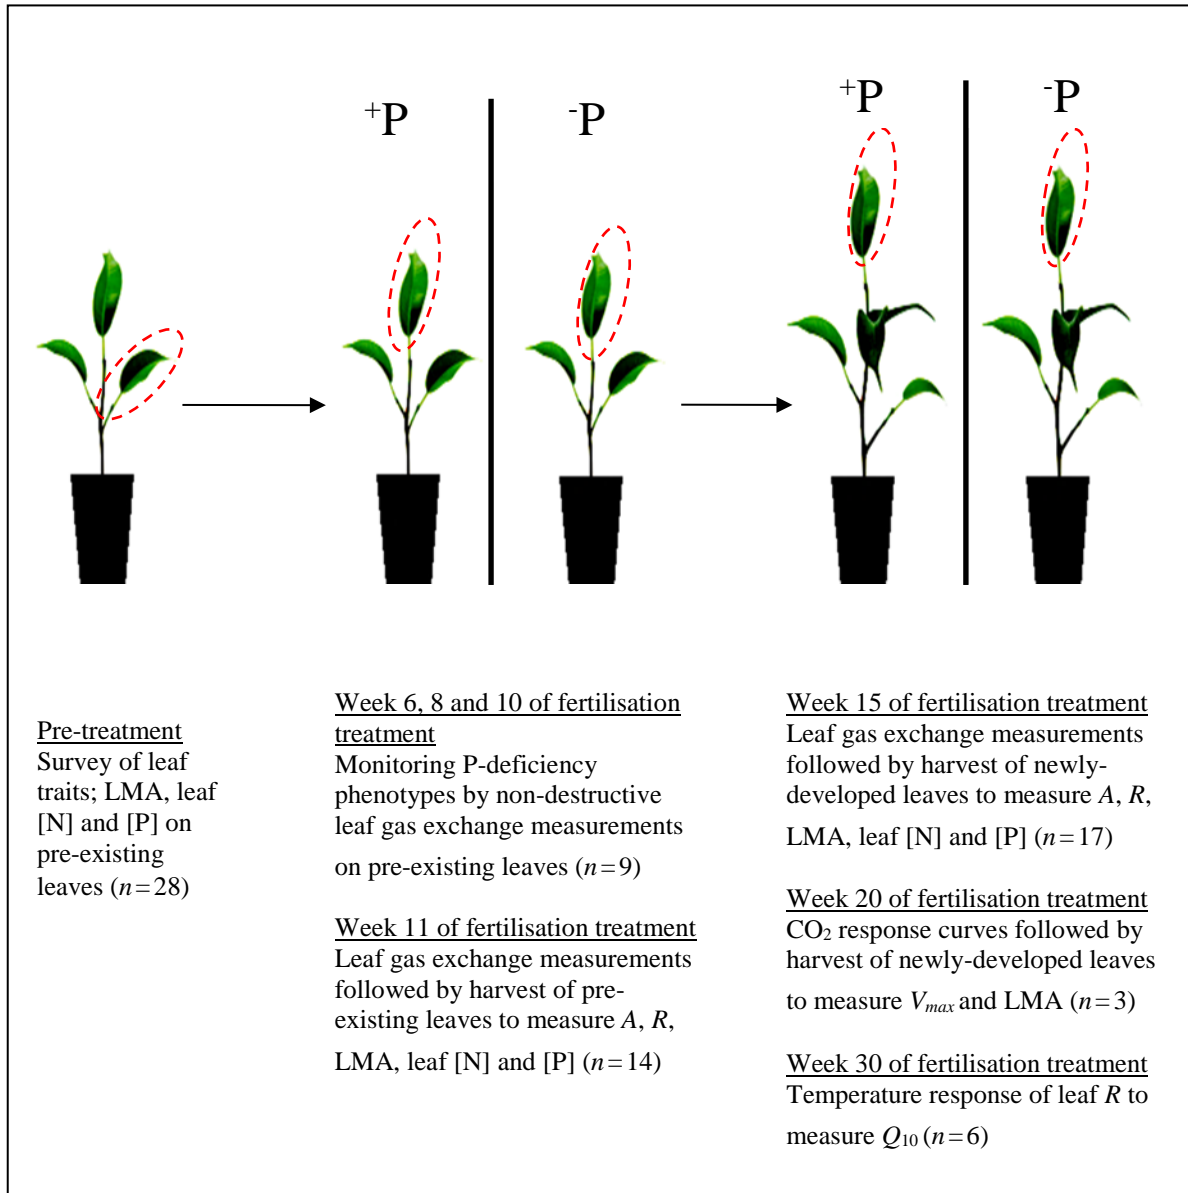 ⁺P
⁻P
⁺P
⁻P
Pre-treatment
Survey of leaf
traits; LMA, leaf
[N] and [P] on
pre-existing
leaves (n=28)
Week 6, 8 and 10 of fertilisation
treatment
Monitoring P-deficiency
phenotypes by non-destructive
leaf gas exchange measurements
on pre-existing leaves (n=9)
Week 11 of fertilisation treatment
Leaf gas exchange measurements
followed by harvest of pre-
existing leaves to measure A, R,
LMA, leaf [N] and [P] (n=14)
Week 15 of fertilisation treatment
Leaf gas exchange measurements
followed by harvest of newly-
developed leaves to measure A, R,
LMA, leaf [N] and [P] (n=17)
Week 20 of fertilisation treatment
CO₂ response curves followed by
harvest of newly-developed leaves
to measure Vmax and LMA (n=3)
Week 30 of fertilisation treatment
Temperature response of leaf R to
measure Q₁₀ (n=6)